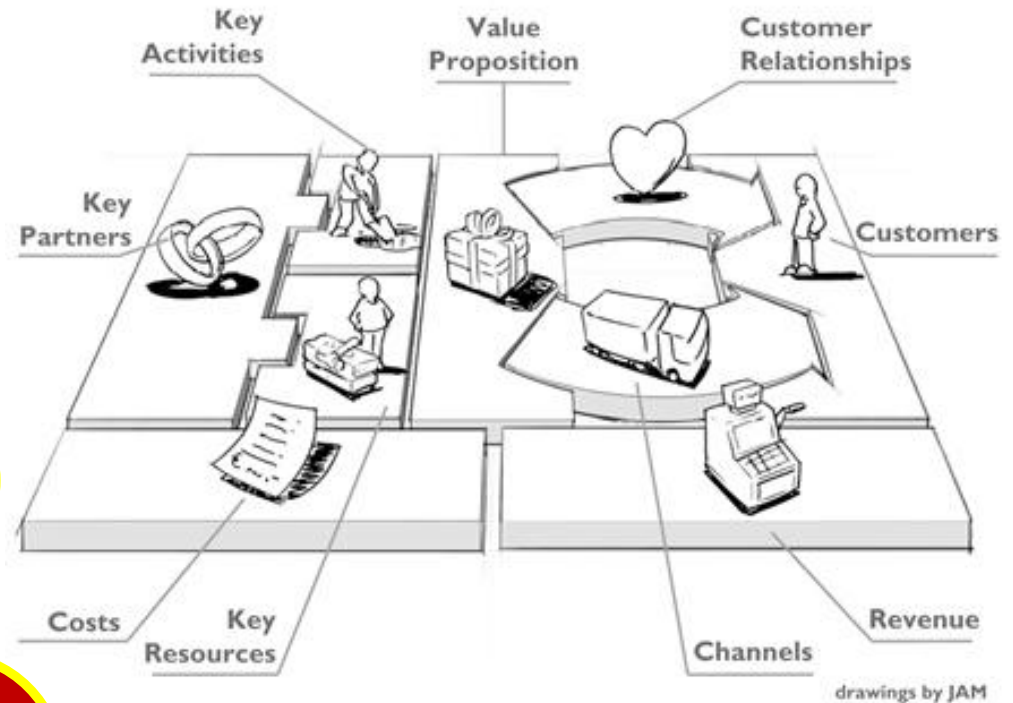 Key
Activities
Value
Proposition
Customer
Relationships
Key
Partners
Customers
Costs
Key
Resources
Channels
Revenue
drawings by JAM